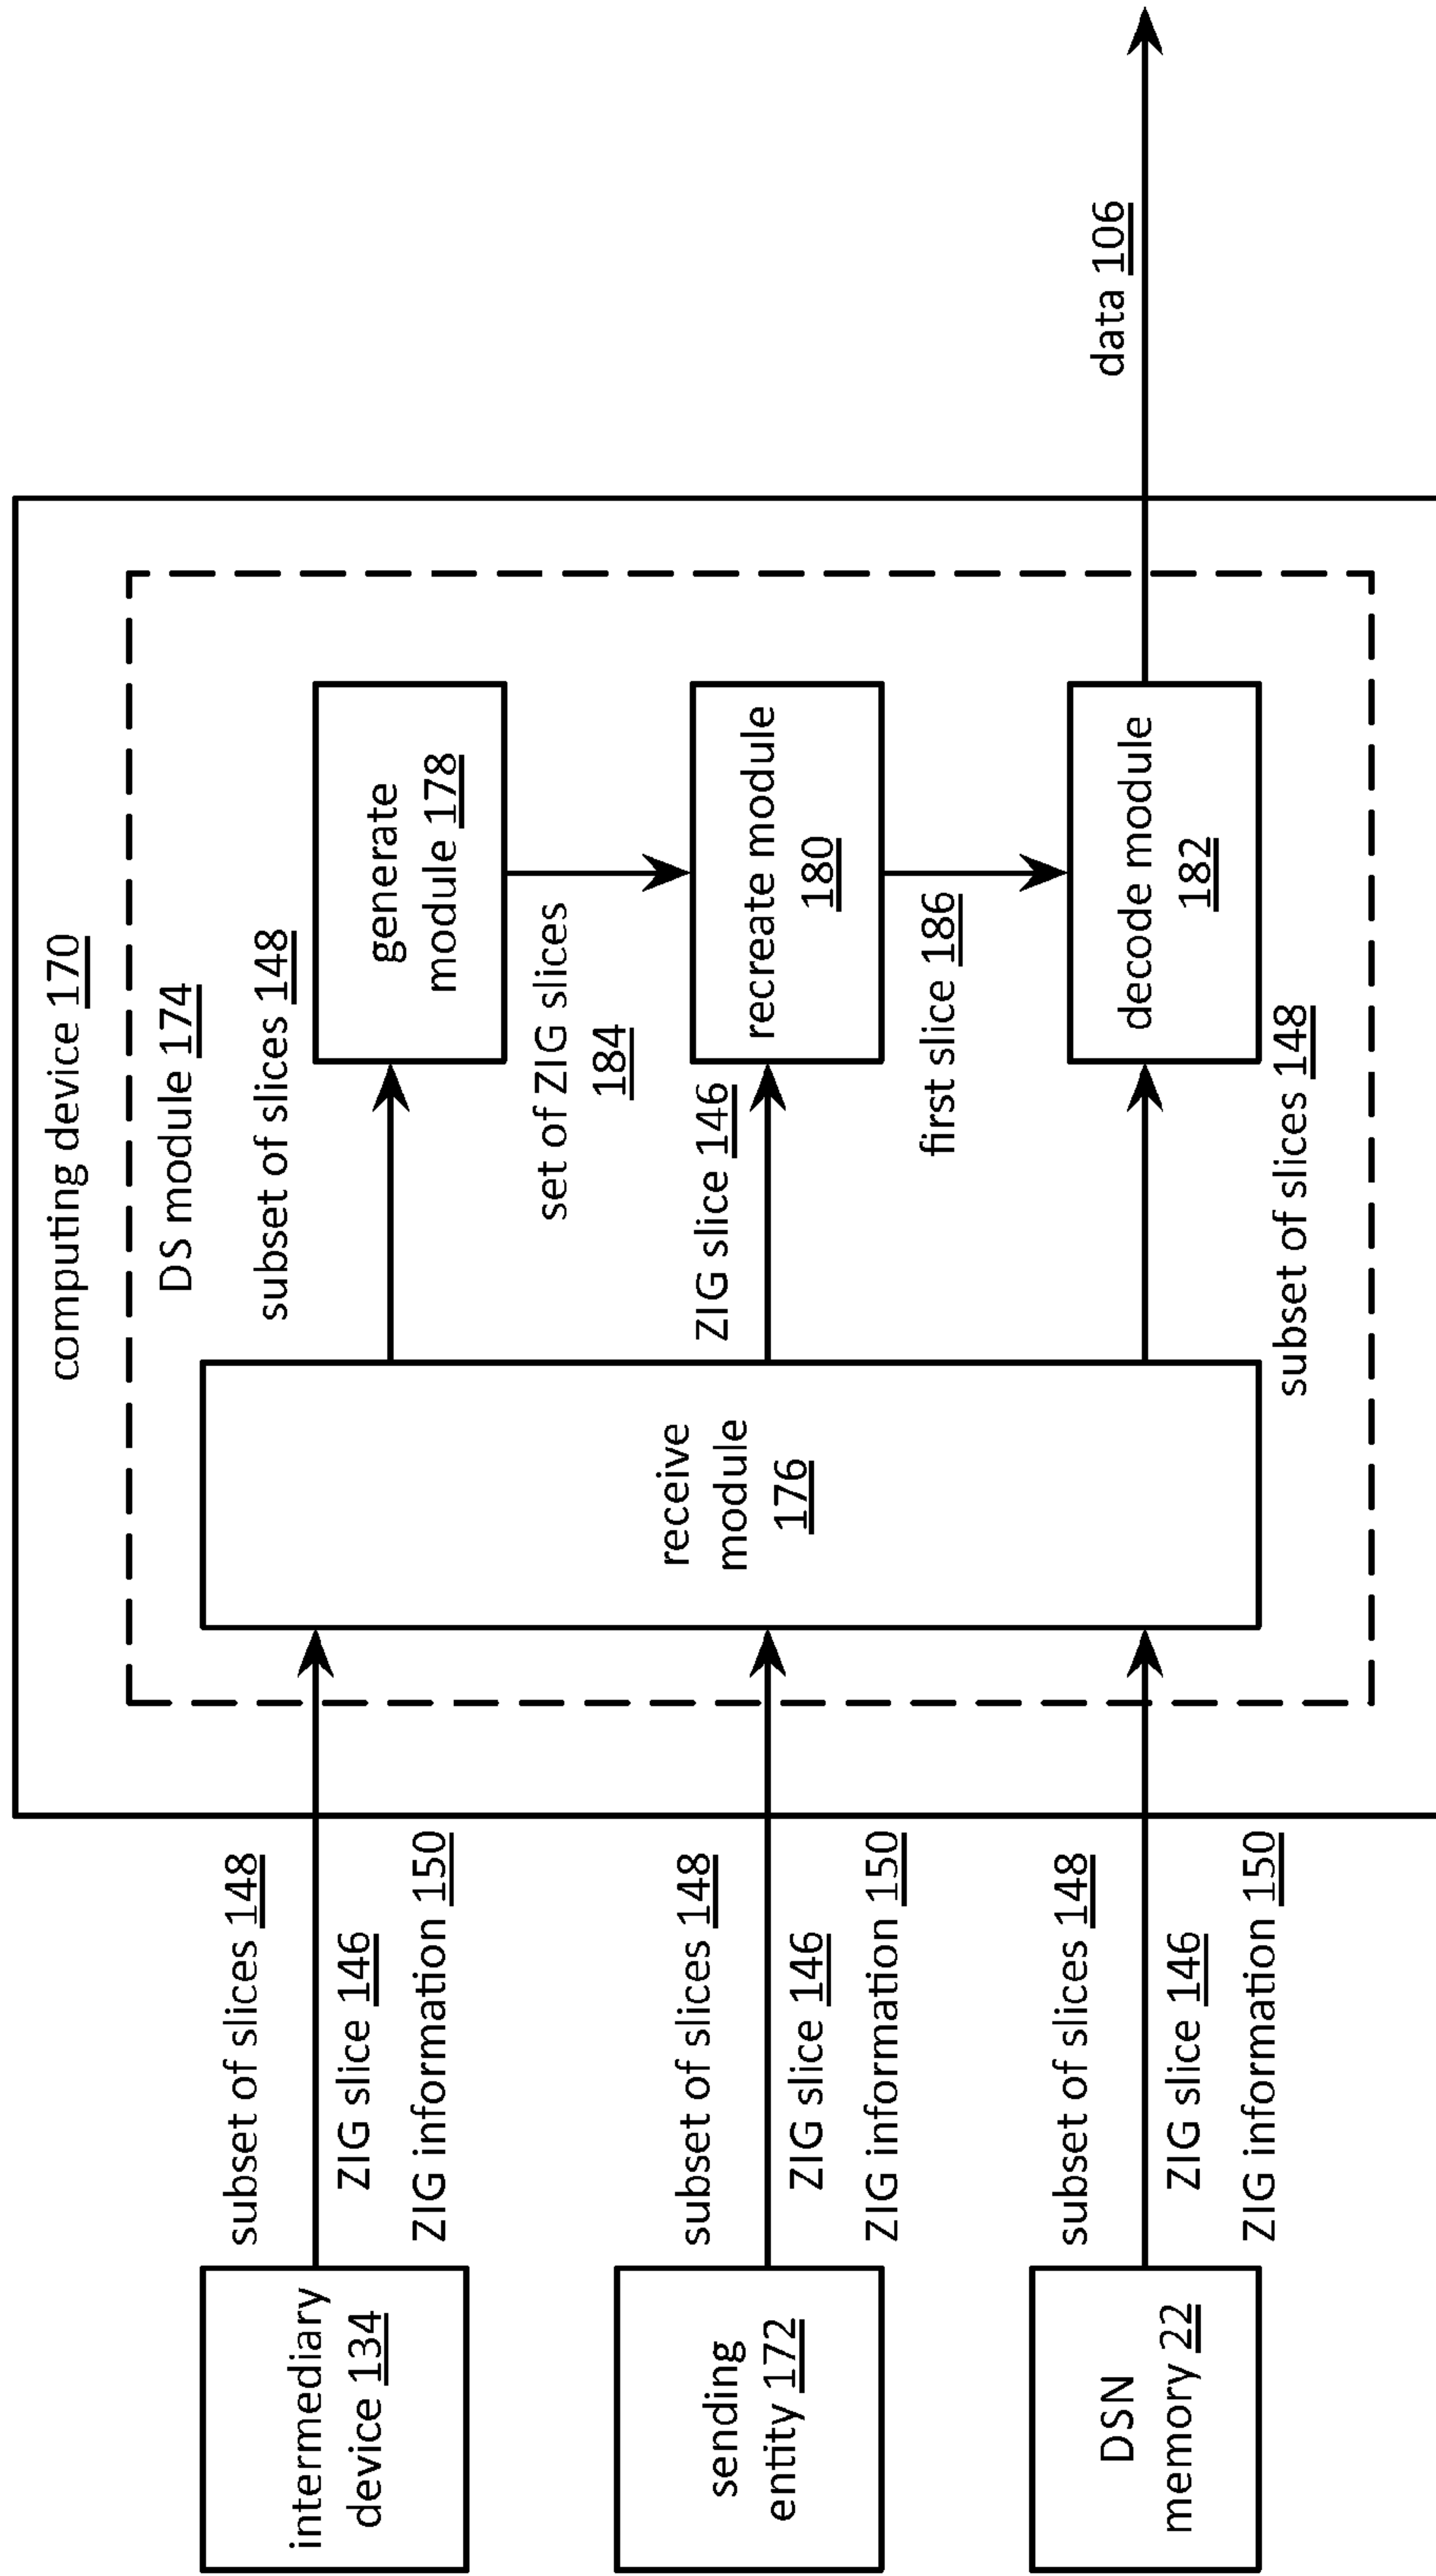 computing device 170
DS module 174
intermediary
device 134
subset of slices 148
ZIG slice 146
ZIG information 150
sending
entity 172
subset of slices 148
ZIG slice 146
ZIG information 150
DSN
memory 22
subset of slices 148
ZIG slice 146
ZIG information 150
receive
module
176
subset of slices 148
generate
module 178
set of ZIG slices
184
ZIG slice 146
recreate module
180
first slice 186
decode module
182
subset of slices 148
data 106